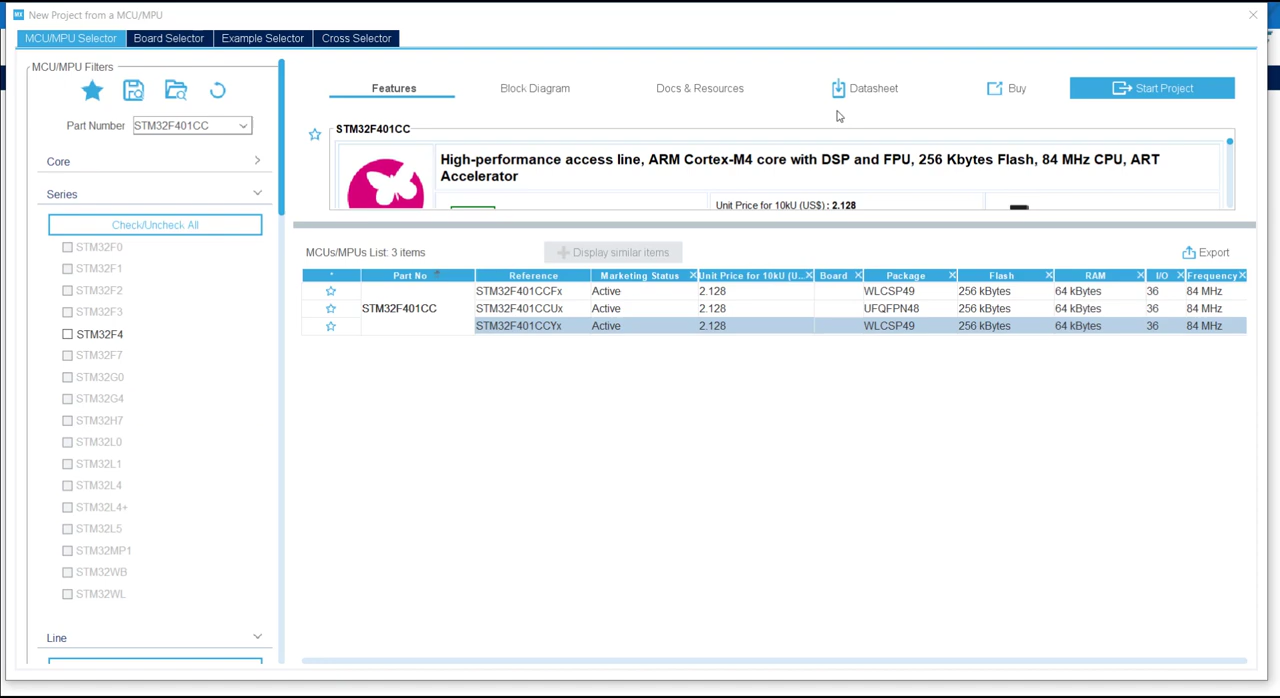 MX New Project from a MCU/MPU
MCU/MPU Selector Board Selector Example Selector Cross Selector
MCU/MPU Filters
Part Number STM32F401CC
Core
Series
Check/Uncheck All
STM32F0
STM32F1
STM32F2
STM32F3
STM32F4
STM32F7
STM32G0
STM32G4
STM32H7
STM32L0
STM32L1
STM32L4
STM32L4+
STM32L5
STM32MP1
STM32WB
STM32WL
Line
Features Block Diagram Docs & Resources Datasheet Buy Start Project
STM32F401CC
High-performance access line, ARM Cortex-M4 core with DSP and FPU, 256 Kbytes Flash, 84 MHz CPU, ART
Accelerator
Unit Price for 10kU (US$) : 2.128
MCUs/MPUs List: 3 items + Display similar items Export
* Part No Reference Marketing Status Unit Price for 10kU (U... Board Package Flash RAM I/O Frequency
STM32F401CCFx Active 2.128 WLCSP49 256 kBytes 64 kBytes 36 84 MHz
STM32F401CC STM32F401CCUx Active 2.128 UFQFPN48 256 kBytes 64 kBytes 36 84 MHz
STM32F401CCYx Active 2.128 WLCSP49 256 kBytes 64 kBytes 36 84 MHz